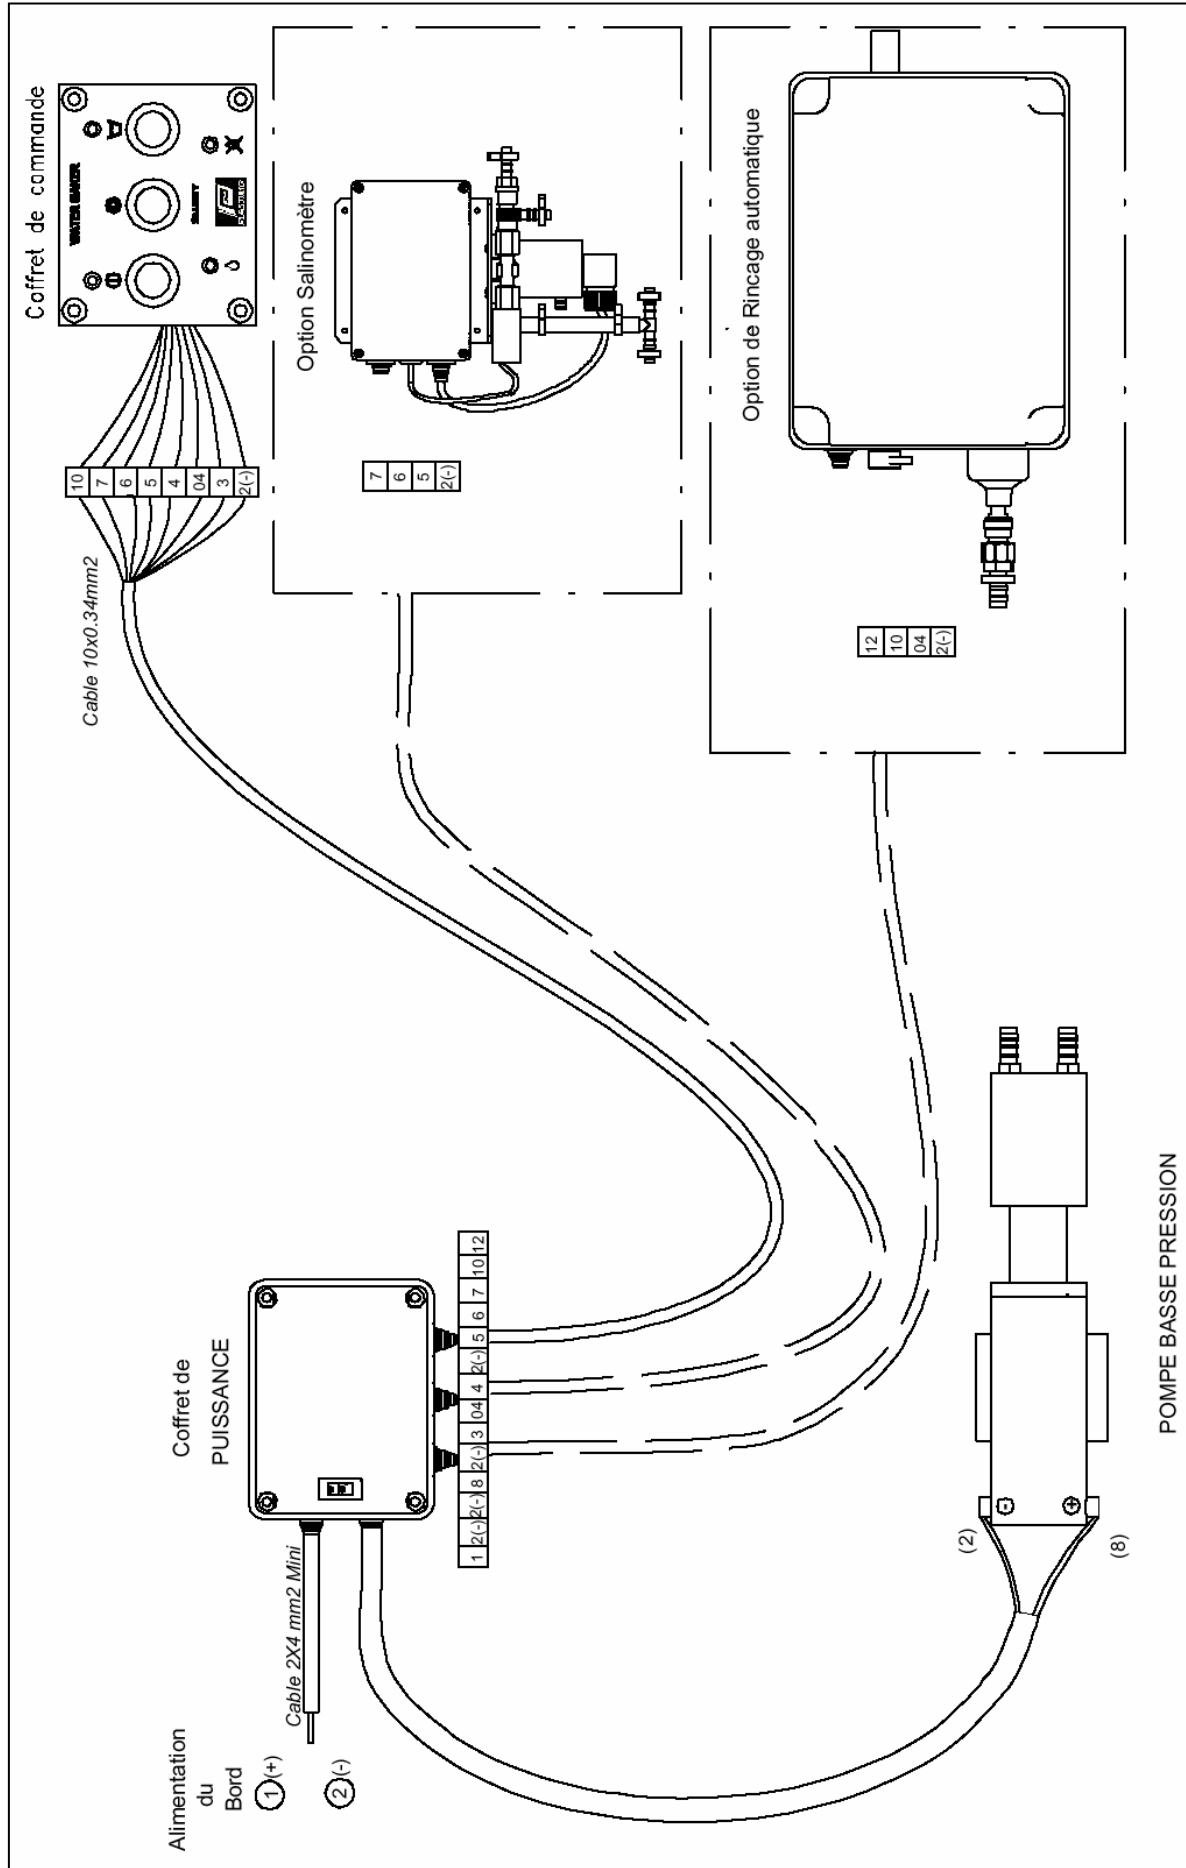 Coffret de commande
WATER MAKER
10
7
6
5
4
04
3
2(-)
Cable 10x0.34mm2
Option Salinomètre
7
6
5
2(-)
Option de Rincage automatique
12
10
04
2(-)
Coffret de
PUISSANCE
1 2(-) 2(-) 8 2(-) 3 04 4 2(-) 5 6 7 10 12
Alimentation
du
Bord
1 (+)
2 (-)
Cable 2X4 mm2 Mini
(2)
(8)
-
+
POMPE BASSE PRESSION